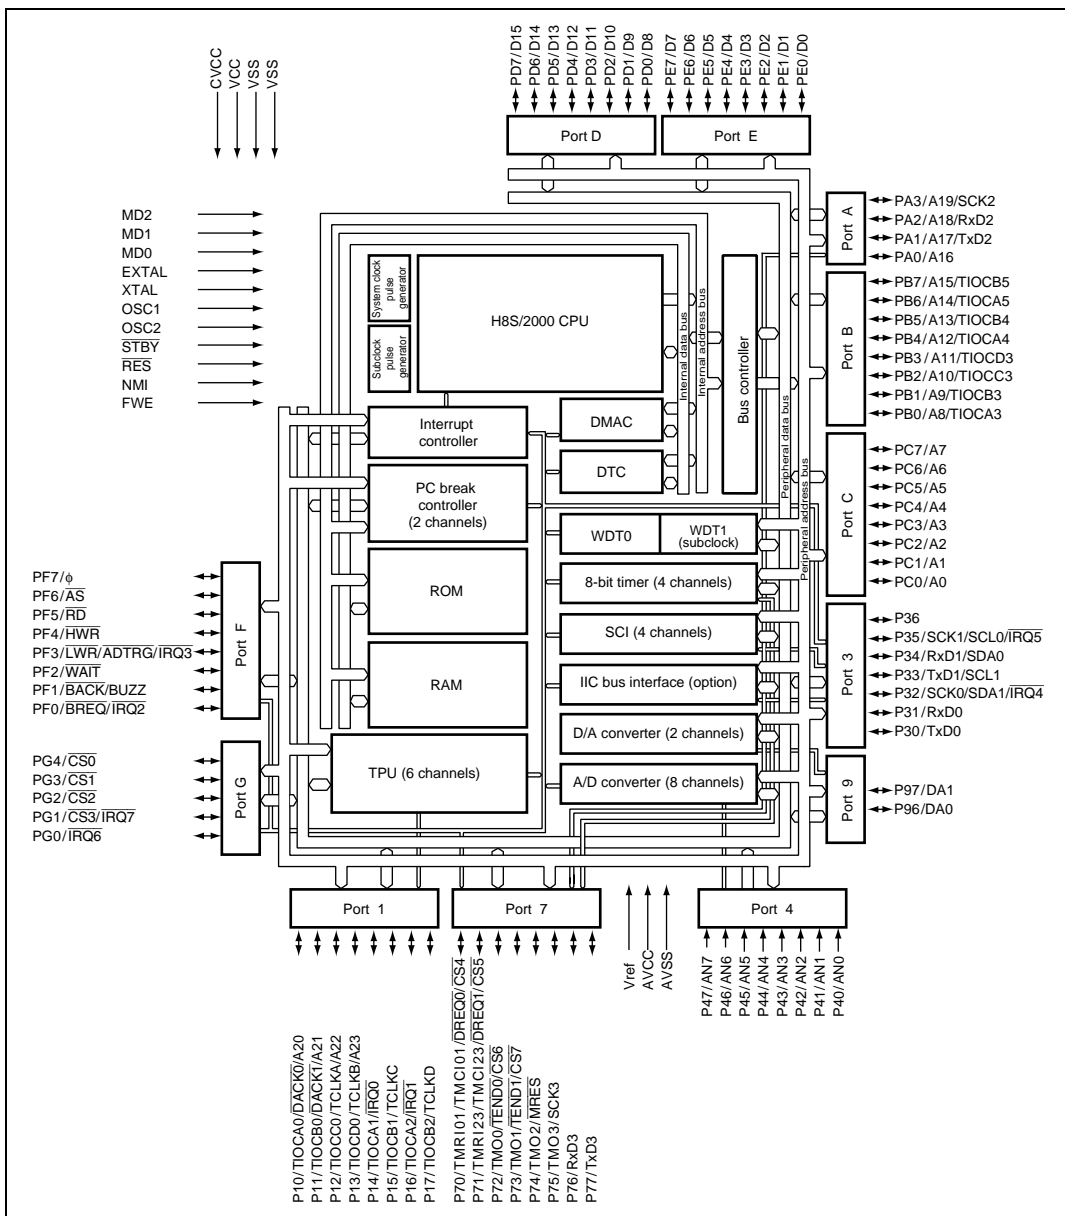 CVCC
VCC
VSS
VSS
PD7/D15
PD6/D14
PD5/D13
PD4/D12
PD3/D11
PD2/D10
PD1/D9
PD0/D8
PE7/D7
PE6/D6
PE5/D5
PE4/D4
PE3/D3
PE2/D2
PE1/D1
PE0/D0
Port D
Port E
MD2
MD1
MD0
EXTAL
XTAL
OSC1
OSC2
STBY
RES
NMI
FWE
System clock
pulse
generator
Subclock
pulse
generator
H8S/2000 CPU
Internal data bus
Internal address bus
Bus controller
Peripheral data bus
Peripheral address bus
Interrupt
controller
DMAC
DTC
PC break
controller
(2 channels)
WDT0
WDT1
(subclock)
ROM
8-bit timer (4 channels)
SCI (4 channels)
RAM
IIC bus interface (option)
D/A converter (2 channels)
TPU (6 channels)
A/D converter (8 channels)
Port A
PA3/A19/SCK2
PA2/A18/RxD2
PA1/A17/TxD2
PA0/A16
Port B
PB7/A15/TIOCB5
PB6/A14/TIOCA5
PB5/A13/TIOCB4
PB4/A12/TIOCA4
PB3/A11/TIOCD3
PB2/A10/TIOCC3
PB1/A9/TIOCB3
PB0/A8/TIOCA3
Port C
PC7/A7
PC6/A6
PC5/A5
PC4/A4
PC3/A3
PC2/A2
PC1/A1
PC0/A0
Port 3
P36
P35/SCK1/SCL0/IRQ5
P34/RxD1/SDA0
P33/TxD1/SCL1
P32/SCK0/SDA1/IRQ4
P31/RxD0
P30/TxD0
Port 9
P97/DA1
P96/DA0
PF7/ϕ
PF6/AS
PF5/RD
PF4/HWR
PF3/LWR/ADTRG/IRQ3
PF2/WAIT
PF1/BACK/BUZZ
PF0/BREQ/IRQ2
Port F
PG4/CS0
PG3/CS1
PG2/CS2
PG1/CS3/IRQ7
PG0/IRQ6
Port G
Port 1
Port 7
Port 4
Vref
AVCC
AVSS
P47/AN7
P46/AN6
P45/AN5
P44/AN4
P43/AN3
P42/AN2
P41/AN1
P40/AN0
P10/TIOCA0/DACK0/A20
P11/TIOCB0/DACK1/A21
P12/TIOCC0/TCLKA/A22
P13/TIOCD0/TCLKB/A23
P14/TIOCA1/IRQ0
P15/TIOCB1/TCLKC
P16/TIOCA2/IRQ1
P17/TIOCB2/TCLKD
P70/TMRI01/TMCI01/DREQ0/CS4
P71/TMRI23/TMCI23/DREQ1/CS5
P72/TMO0/TEND0/CS6
P73/TMO1/TEND1/CS7
P74/TMO2/MRES
P75/TMO3/SCK3
P76/RxD3
P77/TxD3